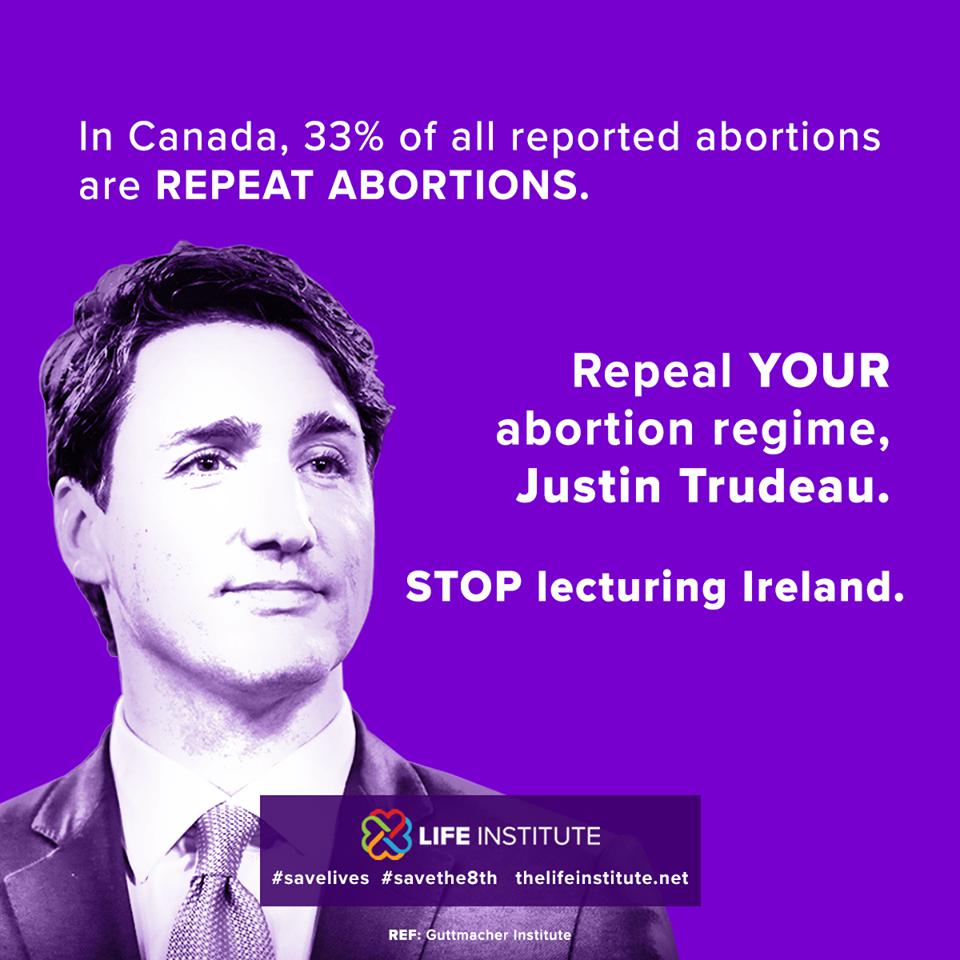 In Canada, 33% of all reported abortions
are REPEAT ABORTIONS.
Repeal YOUR
abortion regime,
Justin Trudeau.
STOP lecturing Ireland.
LIFE INSTITUTE
#savelives #savethe8th thelifeinstitute.net
REF: Guttmacher Institute